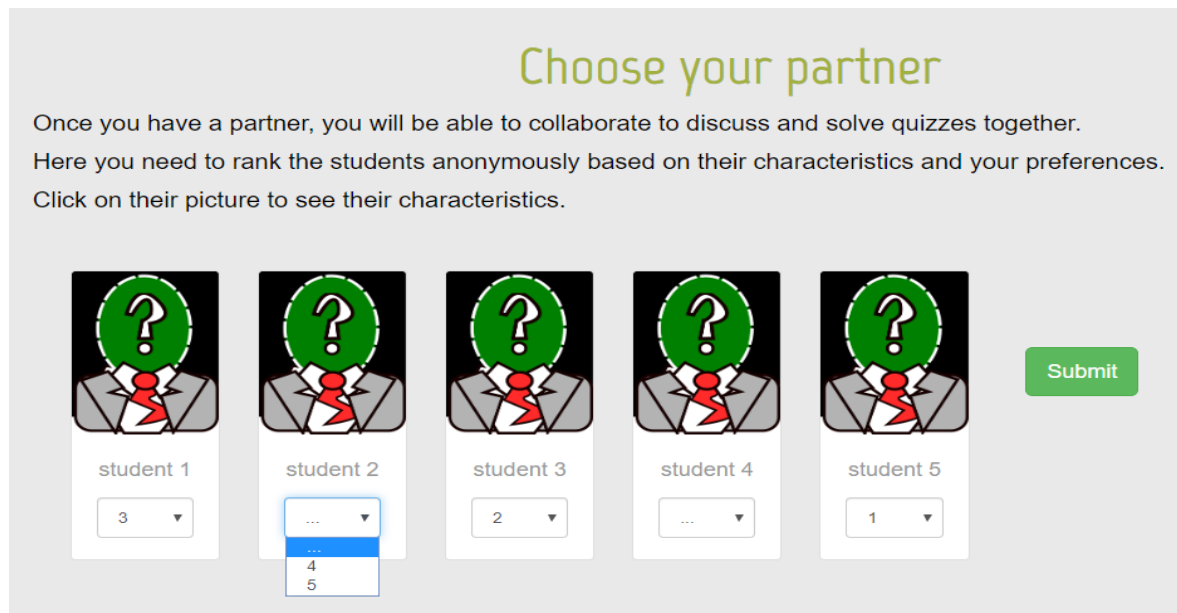 Choose your partner
Once you have a partner, you will be able to collaborate to discuss and solve quizzes together.
Here you need to rank the students anonymously based on their characteristics and your preferences.
Click on their picture to see their characteristics.
? ? ? ? ?
Submit
student 1 student 2 student 3 student 4 student 5
3 ... 2 ... 1
...
4
5